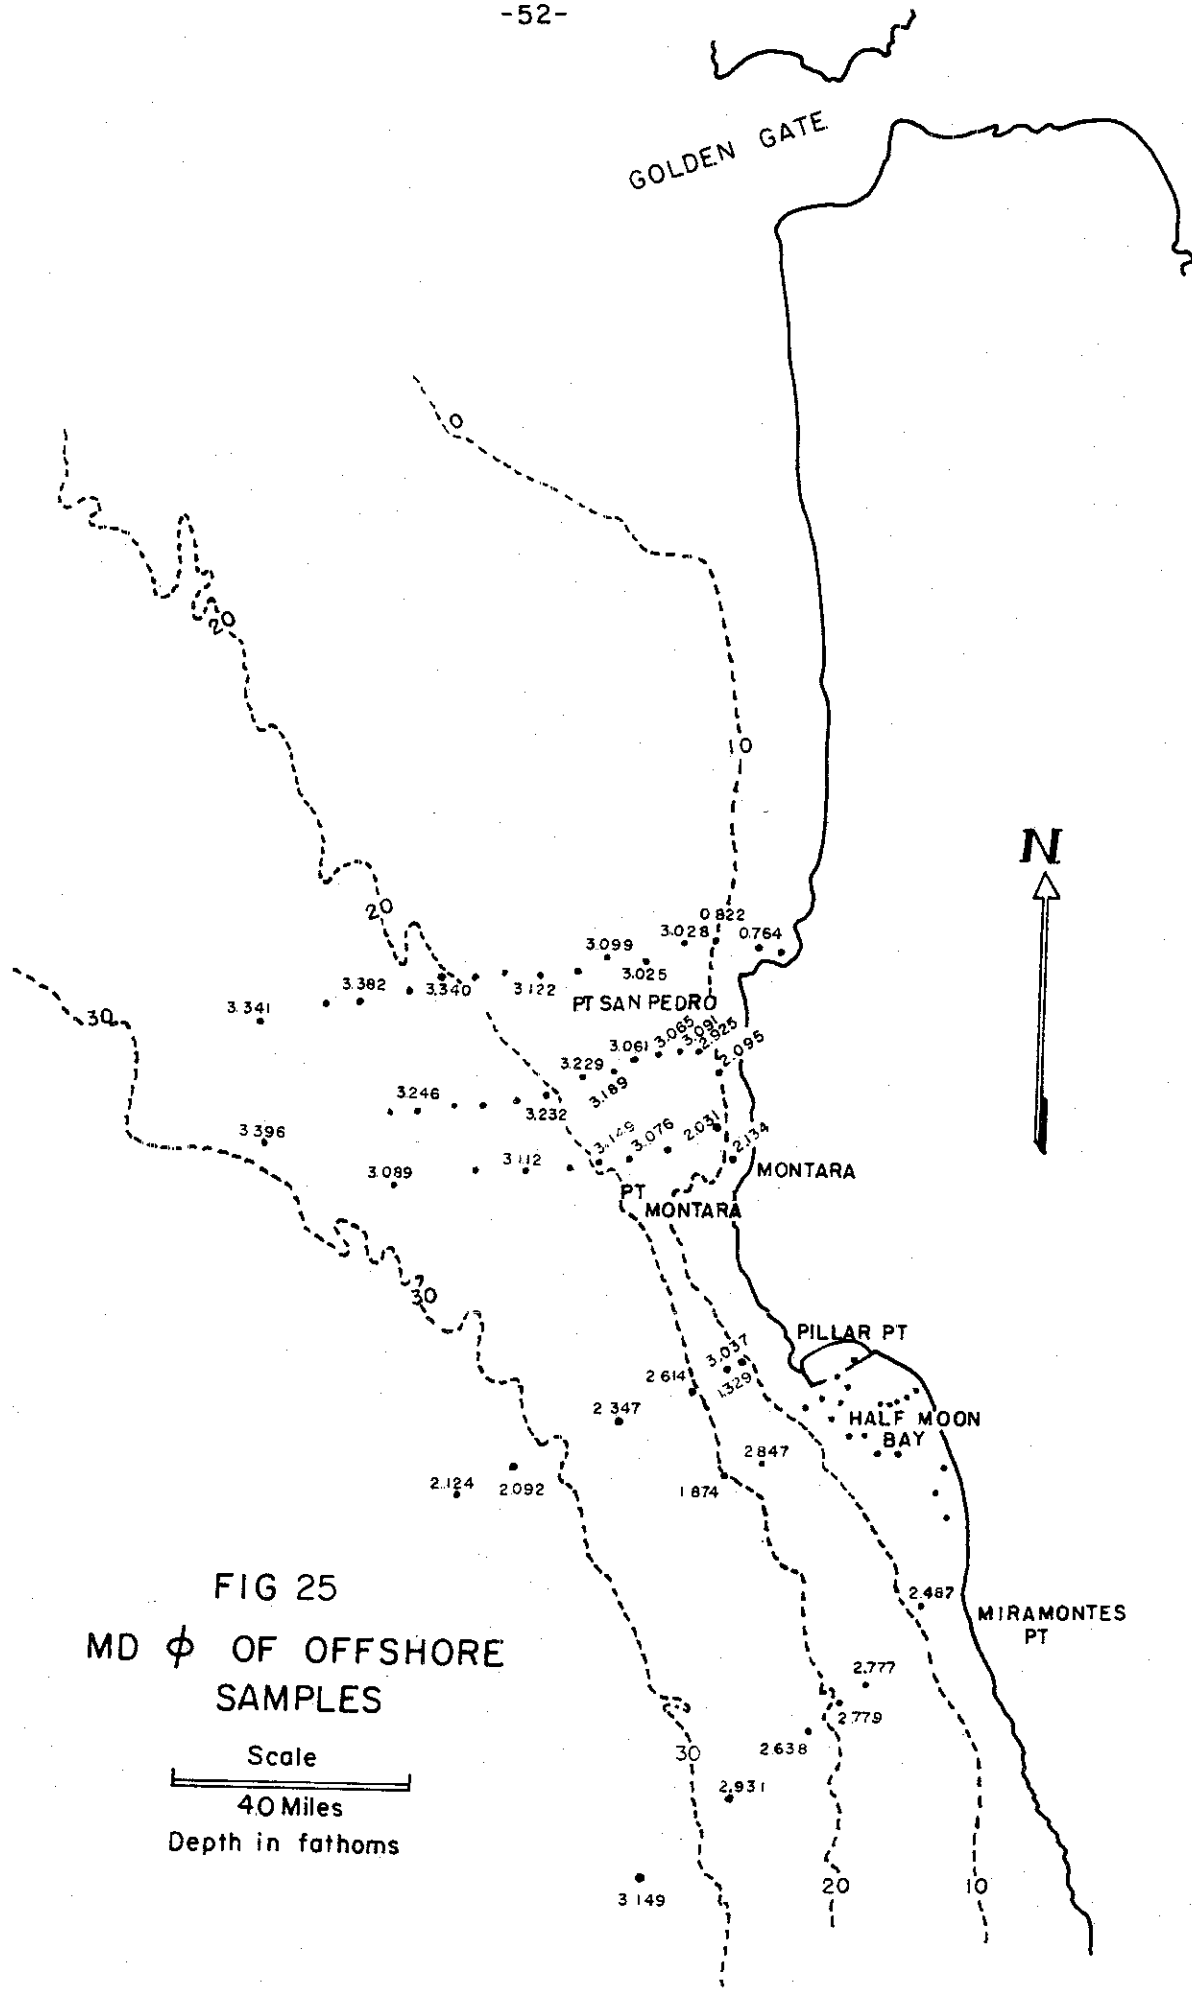 -52-
GOLDEN GATE
0
20
10
N
20
0.822
3.028
0.764
3.099
3.025
3.382
3.340
3.122
3.341
PT SAN PEDRO
30
3.065
3.091
2.925
3.061
2.095
3.229
3.189
3.246
3.232
3.396
3.149
3.076
2.031
2.134
3.112
3.089
MONTARA
PT
MONTARA
30
PILLAR PT
3.037
2 614
1.329
2 347
HALF MOON
BAY
2 847
2.124
2.092
1 874
FIG 25
MD ϕ OF OFFSHORE
SAMPLES
2.487
MIRAMONTES
PT
2.777
2.779
2.638
30
2.931
Scale
4.0 Miles
Depth in fathoms
20
10
3 149